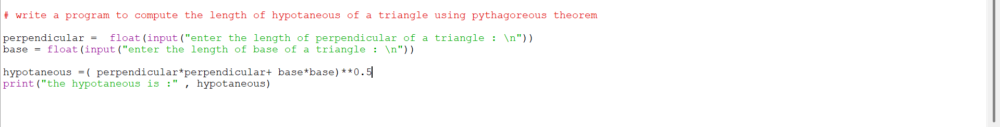 # write a program to compute the length of hypotaneous of a triangle using pythagoreous theorem
perpendicular =  float(input("enter the length of perpendicular of a triangle : \n"))
base = float(input("enter the length of base of a triangle : \n"))
hypotaneous =( perpendicular*perpendicular+ base*base)**0.5
print("the hypotaneous is :" , hypotaneous)